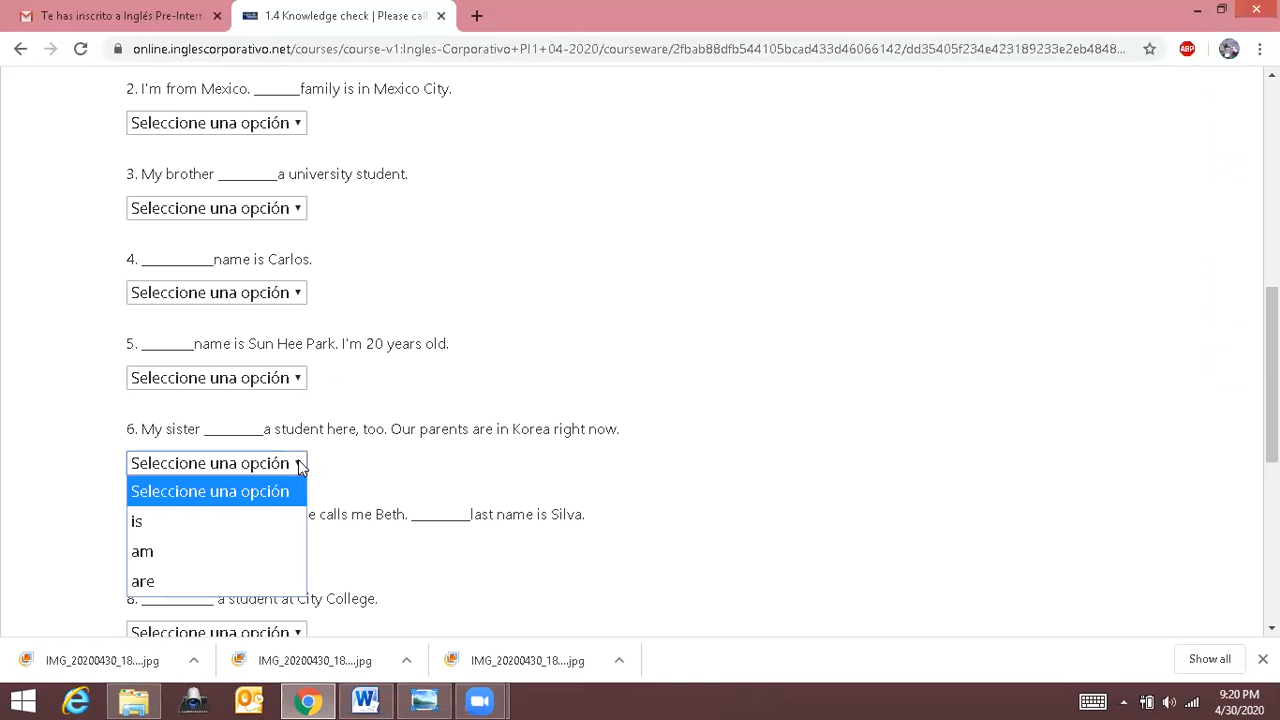 Te has inscrito a Inglés Pre-Interm
1.4 Knowledge check | Please call
online.inglescorporativo.net/courses/course-v1:Ingles-Corporativo+PI1+04-2020/courseware/2fbab88dfb544105bcad433d46066142/dd35405f234e423189233e2eb4848...
ABP
2. I'm from Mexico. ______family is in Mexico City.
Seleccione una opción
3. My brother ________a university student.
Seleccione una opción
4. __________name is Carlos.
Seleccione una opción
5. _______name is Sun Hee Park. I'm 20 years old.
Seleccione una opción
6. My sister ________a student here, too. Our parents are in Korea right now.
Seleccione una opción
Seleccione una opción
is
e calls me Beth. ________last name is Silva.
am
are
8. __________ a student at City College.
Seleccione una opción
IMG_20200430_18....jpg
IMG_20200430_18....jpg
IMG_20200430_18....jpg
Show all
9:20 PM
4/30/2020